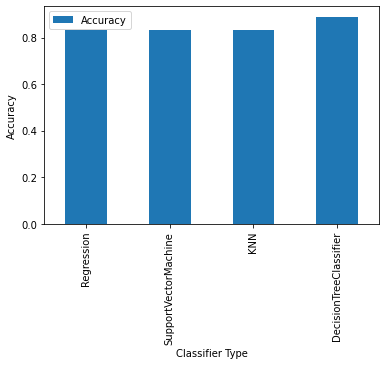 Accuracy
Accuracy
0.8
0.6
0.4
0.2
0.0
Regression
SupportVectorMachine
KNN
DecisionTreeClassifier
Classifier Type